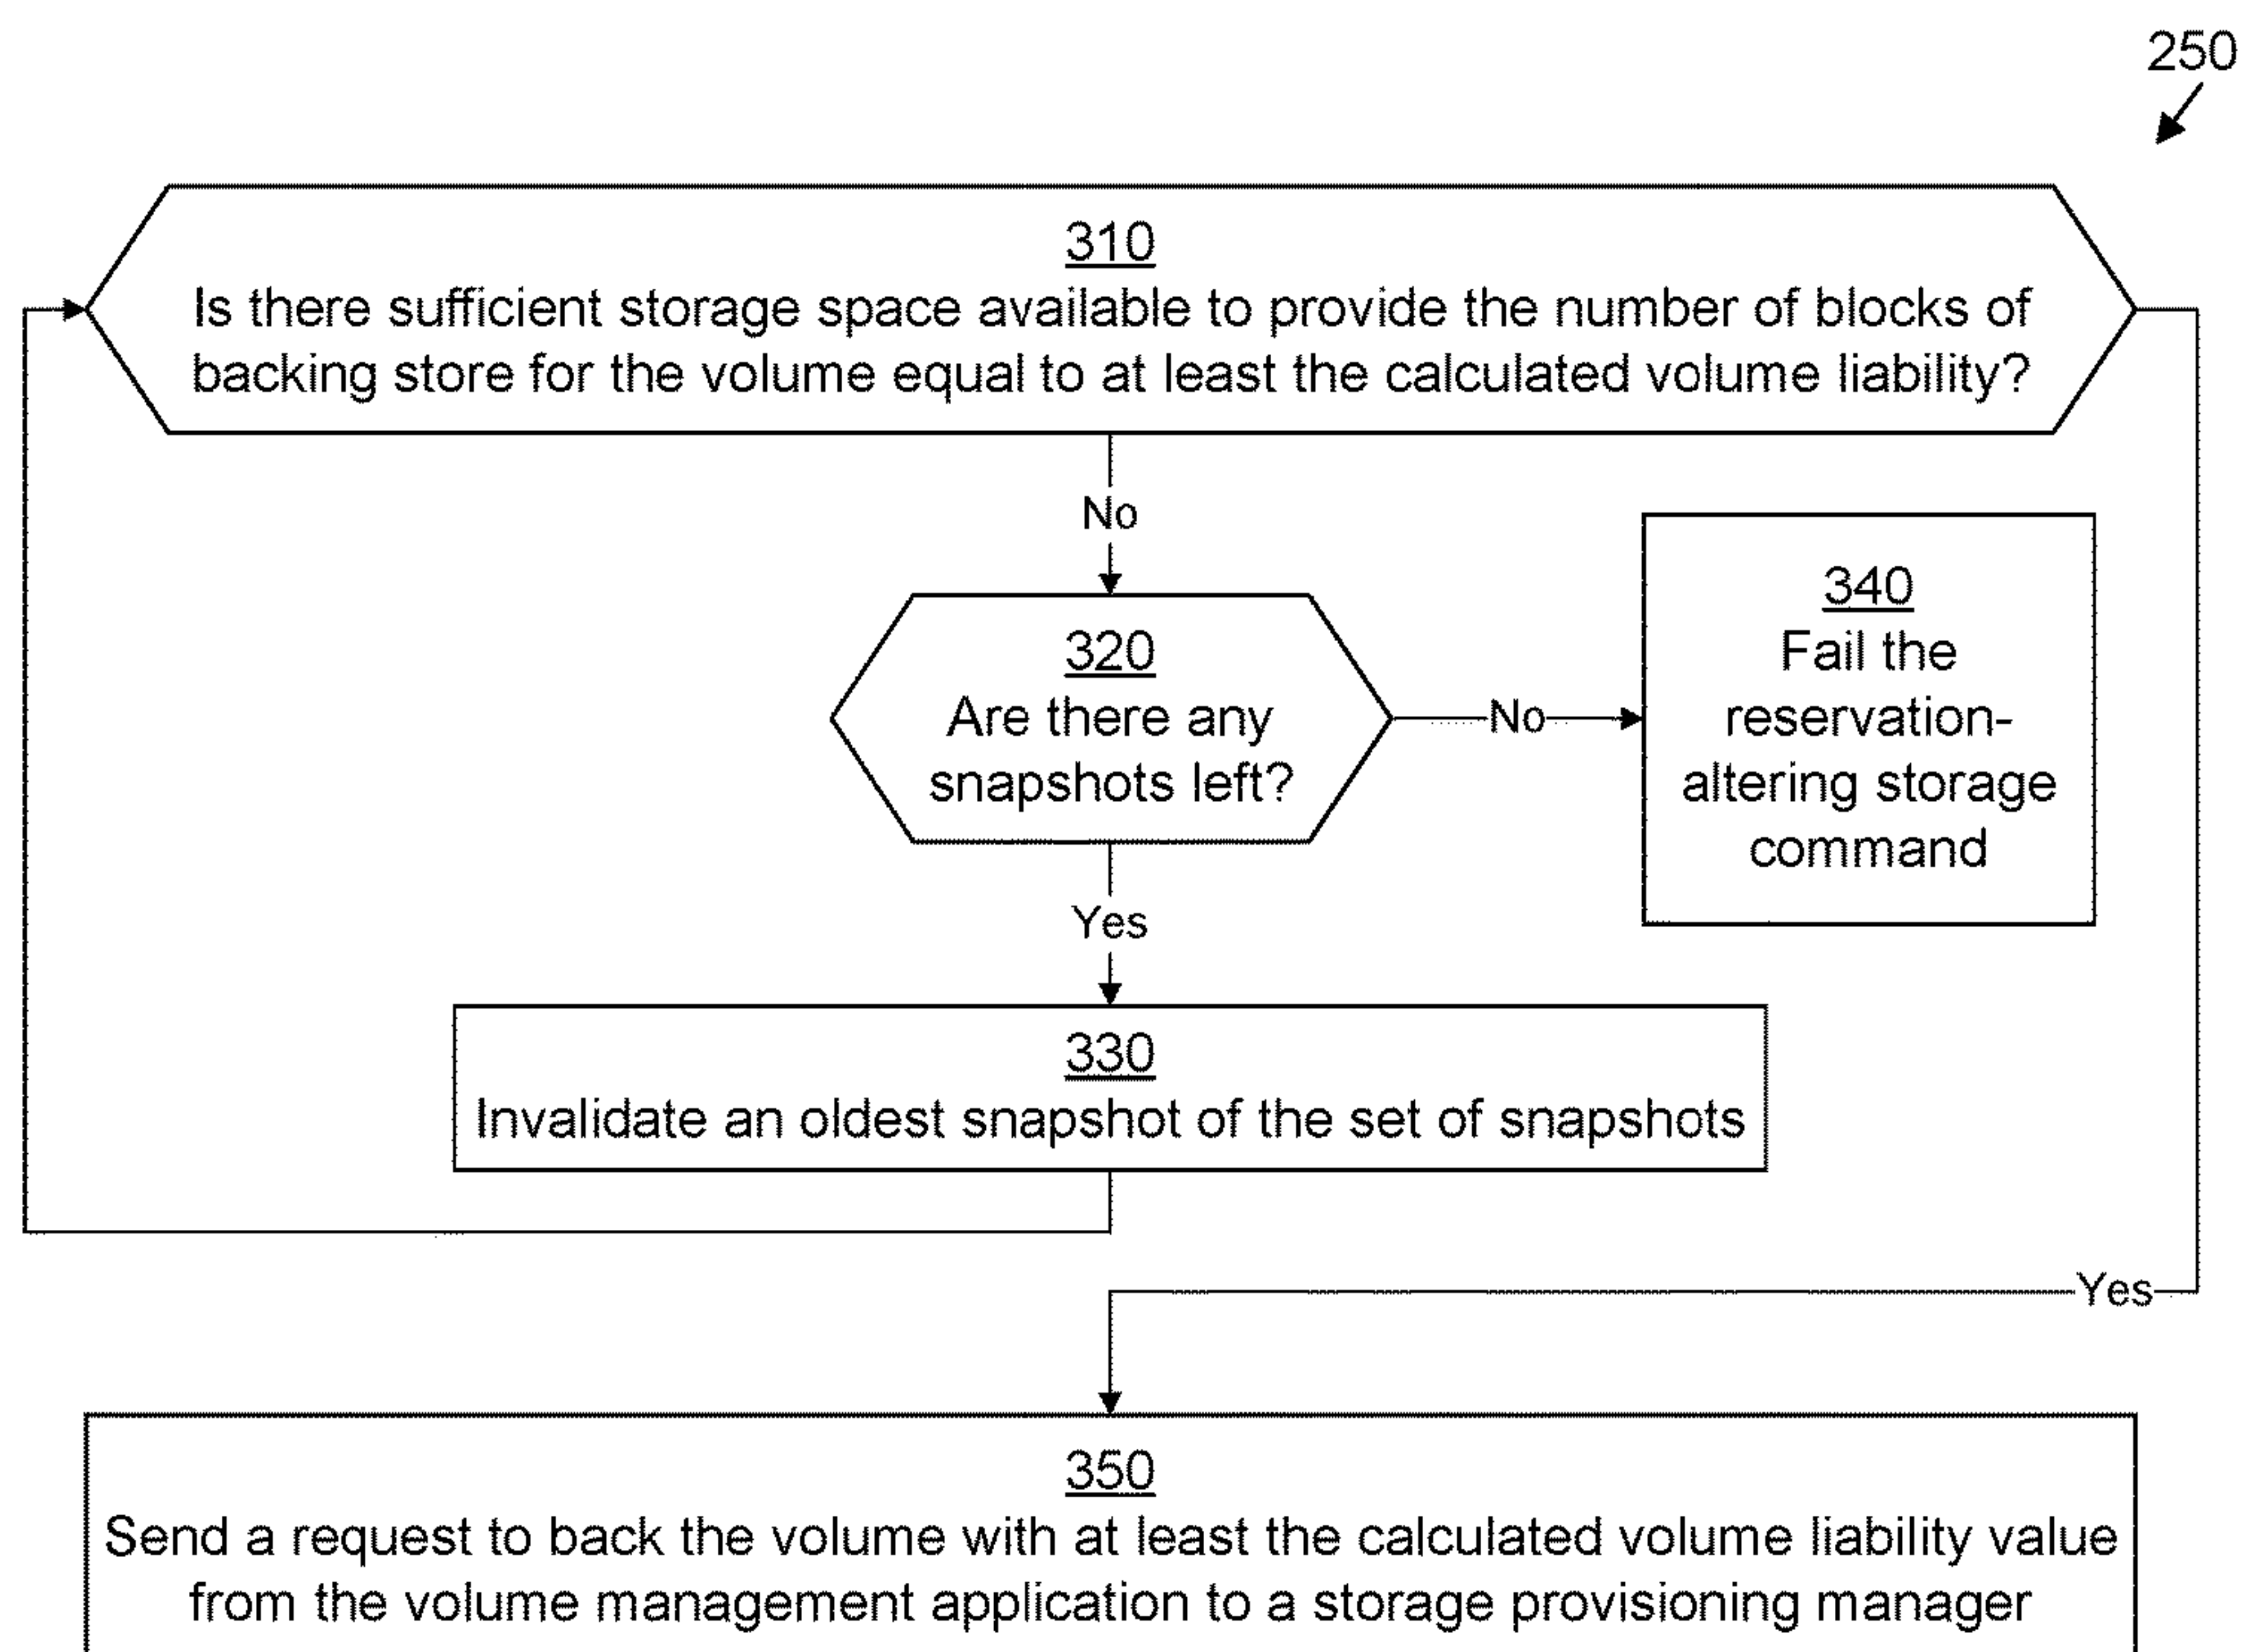 250
310
Is there sufficient storage space available to provide the number of blocks of
backing store for the volume equal to at least the calculated volume liability?
No
320
Are there any
snapshots left?
No
340
Fail the
reservation-
altering storage
command
Yes
330
Invalidate an oldest snapshot of the set of snapshots
Yes
350
Send a request to back the volume with at least the calculated volume liability value
from the volume management application to a storage provisioning manager